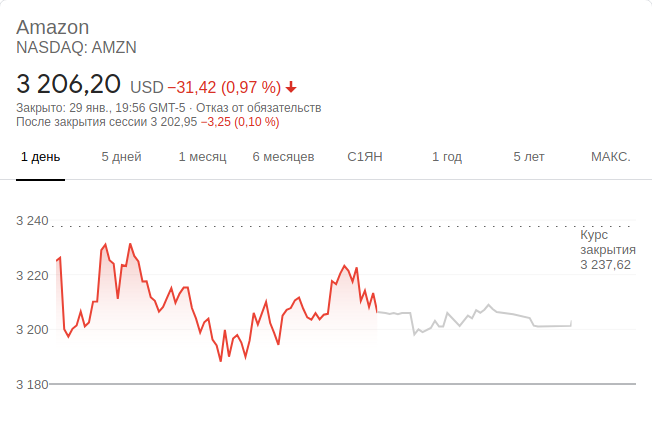 Amazon
NASDAQ: AMZN
3 206,20 USD −31,42 (0,97 %)
Закрыто: 29 янв., 19:56 GMT-5 · Отказ от обязательств
После закрытия сессии 3 202,95 −3,25 (0,10 %)
1 день 5 дней 1 месяц 6 месяцев С1ЯН 1 год 5 лет МАКС.
3 240
Курс
закрытия
3 237,62
3 220
3 200
3 180